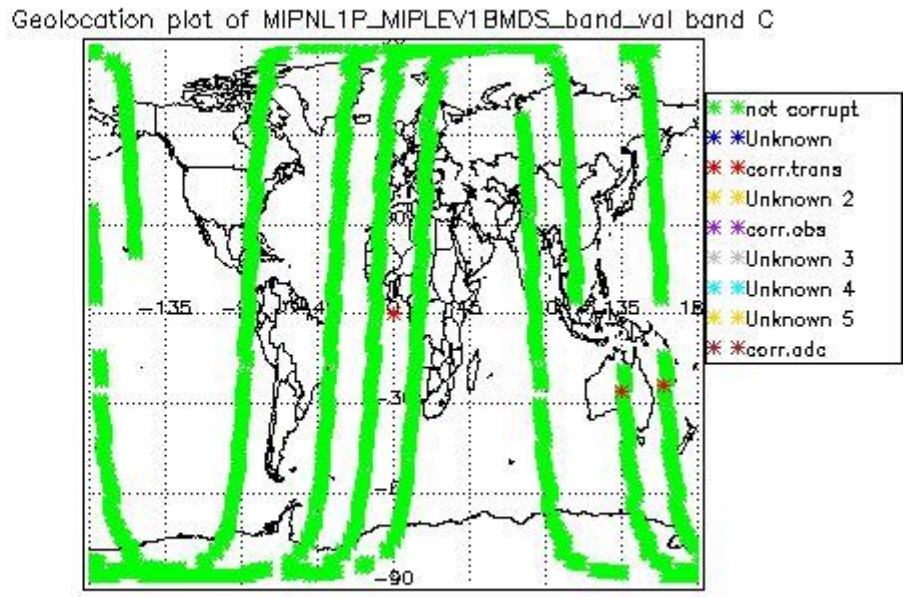 Geolocation plot of MIPNL1P_MIPLEV1BMDS_band_val band C
not corrupt
Unknown
corr.trans
Unknown 2
corr.obs
Unknown 3
Unknown 4
Unknown 5
corr.adc
-135
45
135
-90